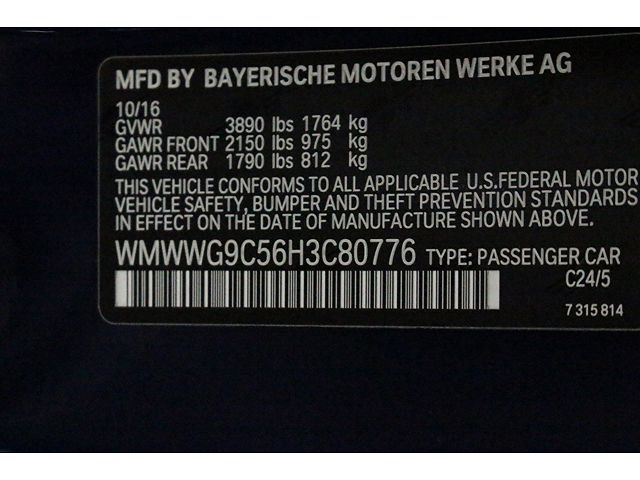 MFD BY BAYERISCHE MOTOREN WERKE AG
10/16
GVWR 3890 lbs 1764 kg
GAWR FRONT 2150 lbs 975 kg
GAWR REAR 1790 lbs 812 kg
THIS VEHICLE CONFORMS TO ALL APPLICABLE U.S.FEDERAL MOTOR
VEHICLE SAFETY, BUMPER AND THEFT PREVENTION STANDARDS
IN EFFECT ON THE DATE OF MANUFACTURE SHOWN ABOVE.
WMWWG9C56H3C80776 TYPE: PASSENGER CAR
C24/5
7 315 814